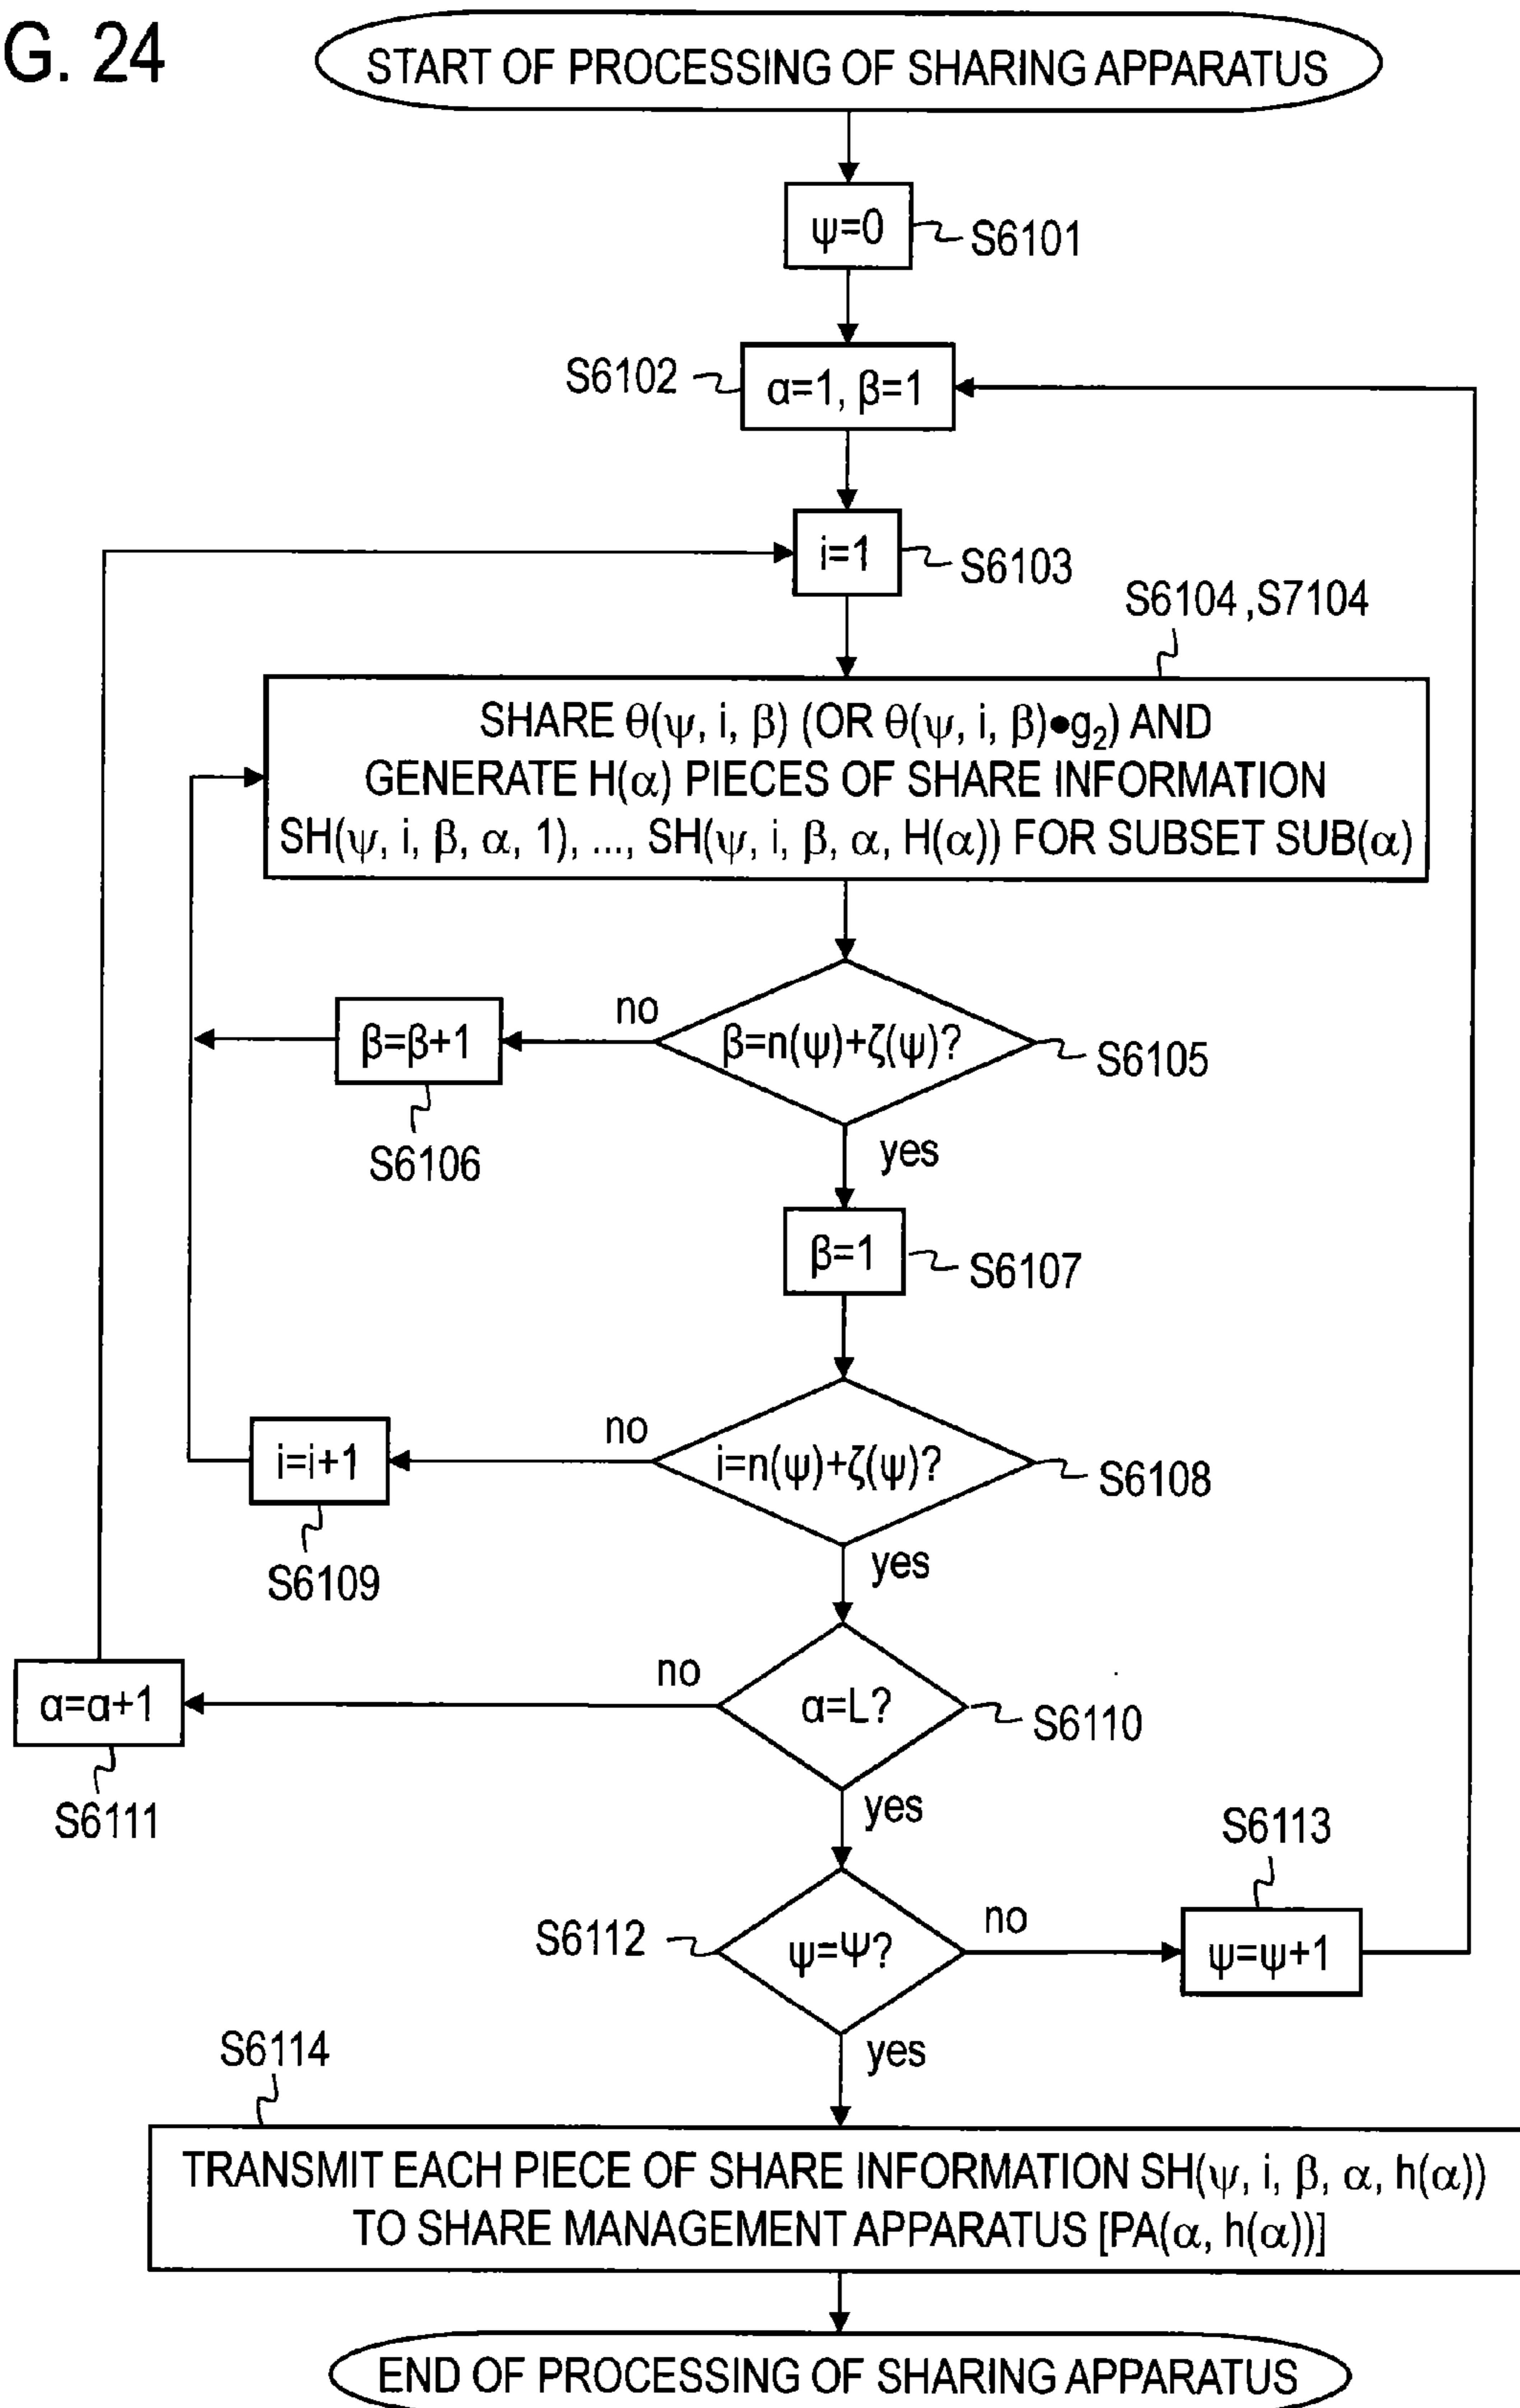 G. 24
START OF PROCESSING OF SHARING APPARATUS
ψ=0
S6101
S6102
α=1, β=1
i=1
S6103
S6104 ,S7104
SHARE θ(ψ, i, β) (OR θ(ψ, i, β)●g₂) AND
GENERATE H(α) PIECES OF SHARE INFORMATION
SH(ψ, i, β, α, 1), ..., SH(ψ, i, β, α, H(α)) FOR SUBSET SUB(α)
no
β=β+1
β=n(ψ)+ζ(ψ)?
S6105
S6106
yes
β=1
S6107
no
i=i+1
i=n(ψ)+ζ(ψ)?
S6108
S6109
yes
no
α=α+1
α=L?
S6110
S6111
yes
S6113
S6112
ψ=Ψ?
no
ψ=ψ+1
S6114
yes
TRANSMIT EACH PIECE OF SHARE INFORMATION SH(ψ, i, β, α, h(α))
TO SHARE MANAGEMENT APPARATUS [PA(α, h(α))]
END OF PROCESSING OF SHARING APPARATUS